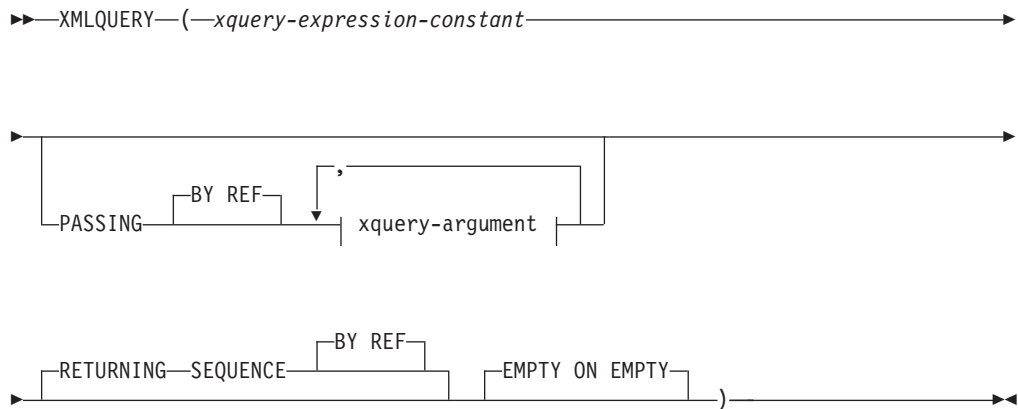 XMLQUERY ( xquery-expression-constant
,
BY REF
PASSING xquery-argument
BY REF
RETURNING SEQUENCE EMPTY ON EMPTY
)